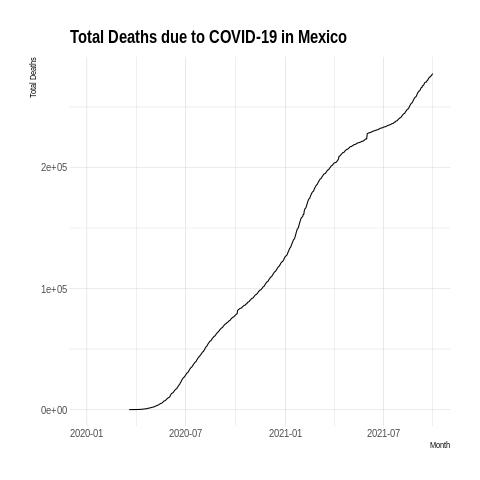 Total Deaths due to COVID-19 in Mexico
Total Deaths
2e+05
1e+05
0e+00
2020-01 2020-07 2021-01 2021-07
Month